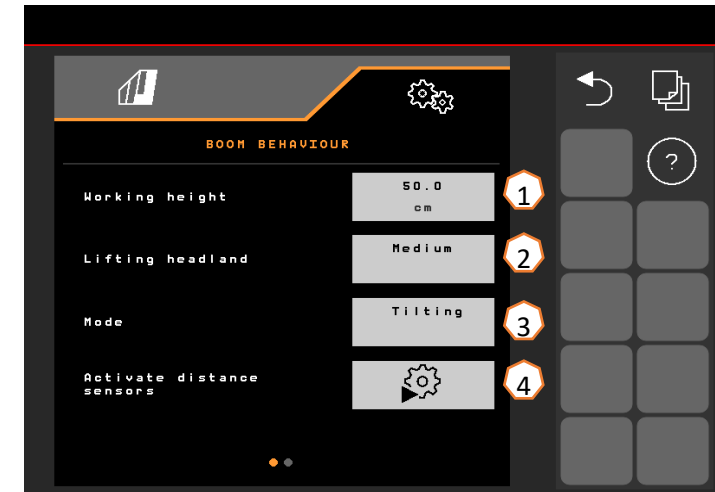 BOOM BEHAVIOUR
Working height
50.0
cm
1
Lifting headland
Medium
2
Mode
Tilting
3
Activate distance
sensors
4
?